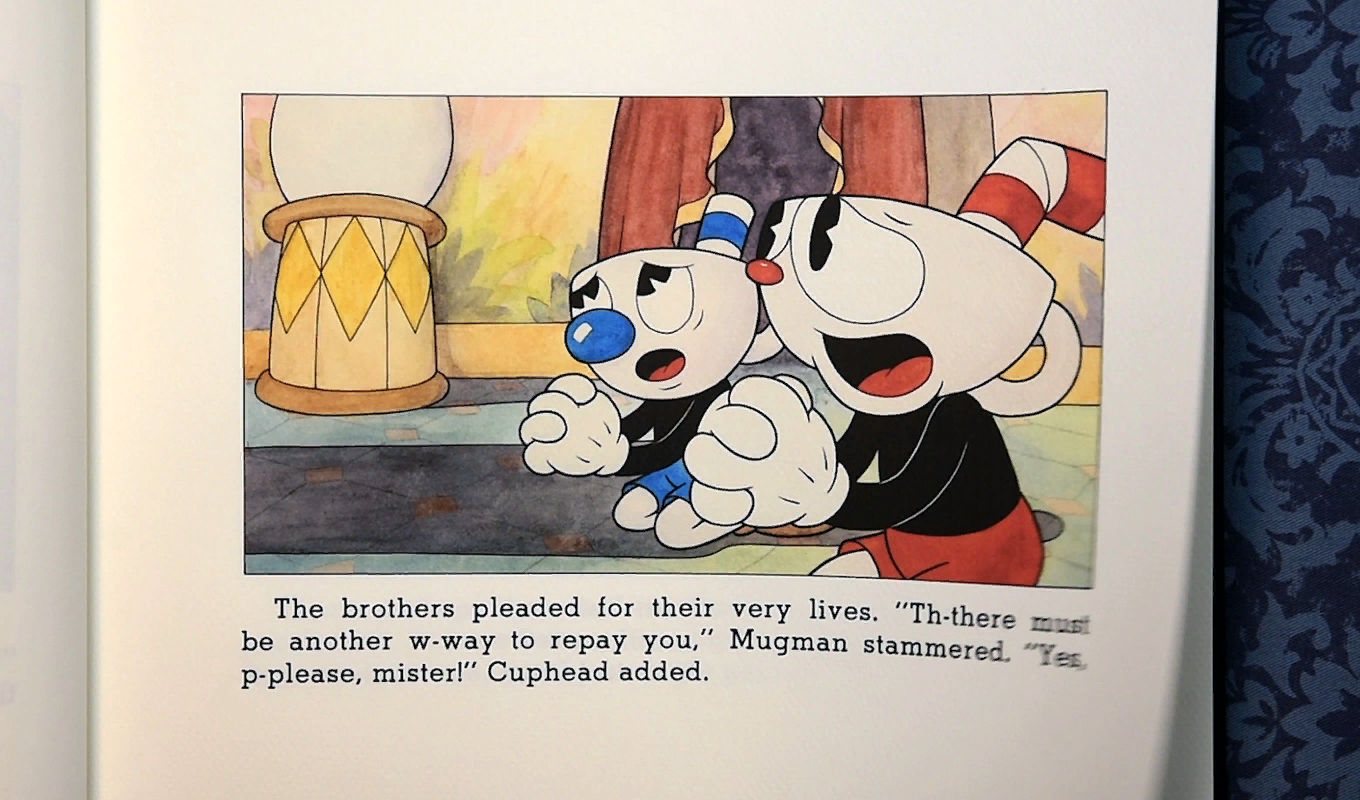 The brothers pleaded for their very lives. "Th-there must
be another w-way to repay you," Mugman stammered. "Yes,
p-please, mister!" Cuphead added.